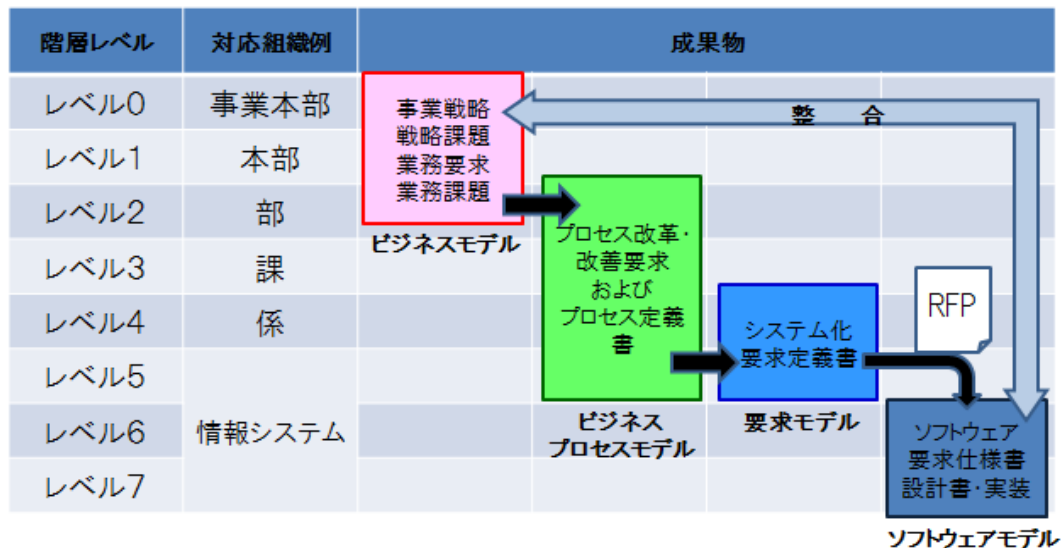 階層レベル
対応組織例
成果物
レベル0
事業本部
レベル1
本部
レベル2
部
レベル3
課
レベル4
係
レベル5
レベル6
情報システム
レベル7
事業戦略
戦略課題
業務要求
業務課題
ビジネスモデル
整 合
プロセス改革・
改善要求
および
プロセス定義
書
ビジネス
プロセスモデル
システム化
要求定義書
要求モデル
RFP
ソフトウェア
要求仕様書
設計書・実装
ソフトウェアモデル